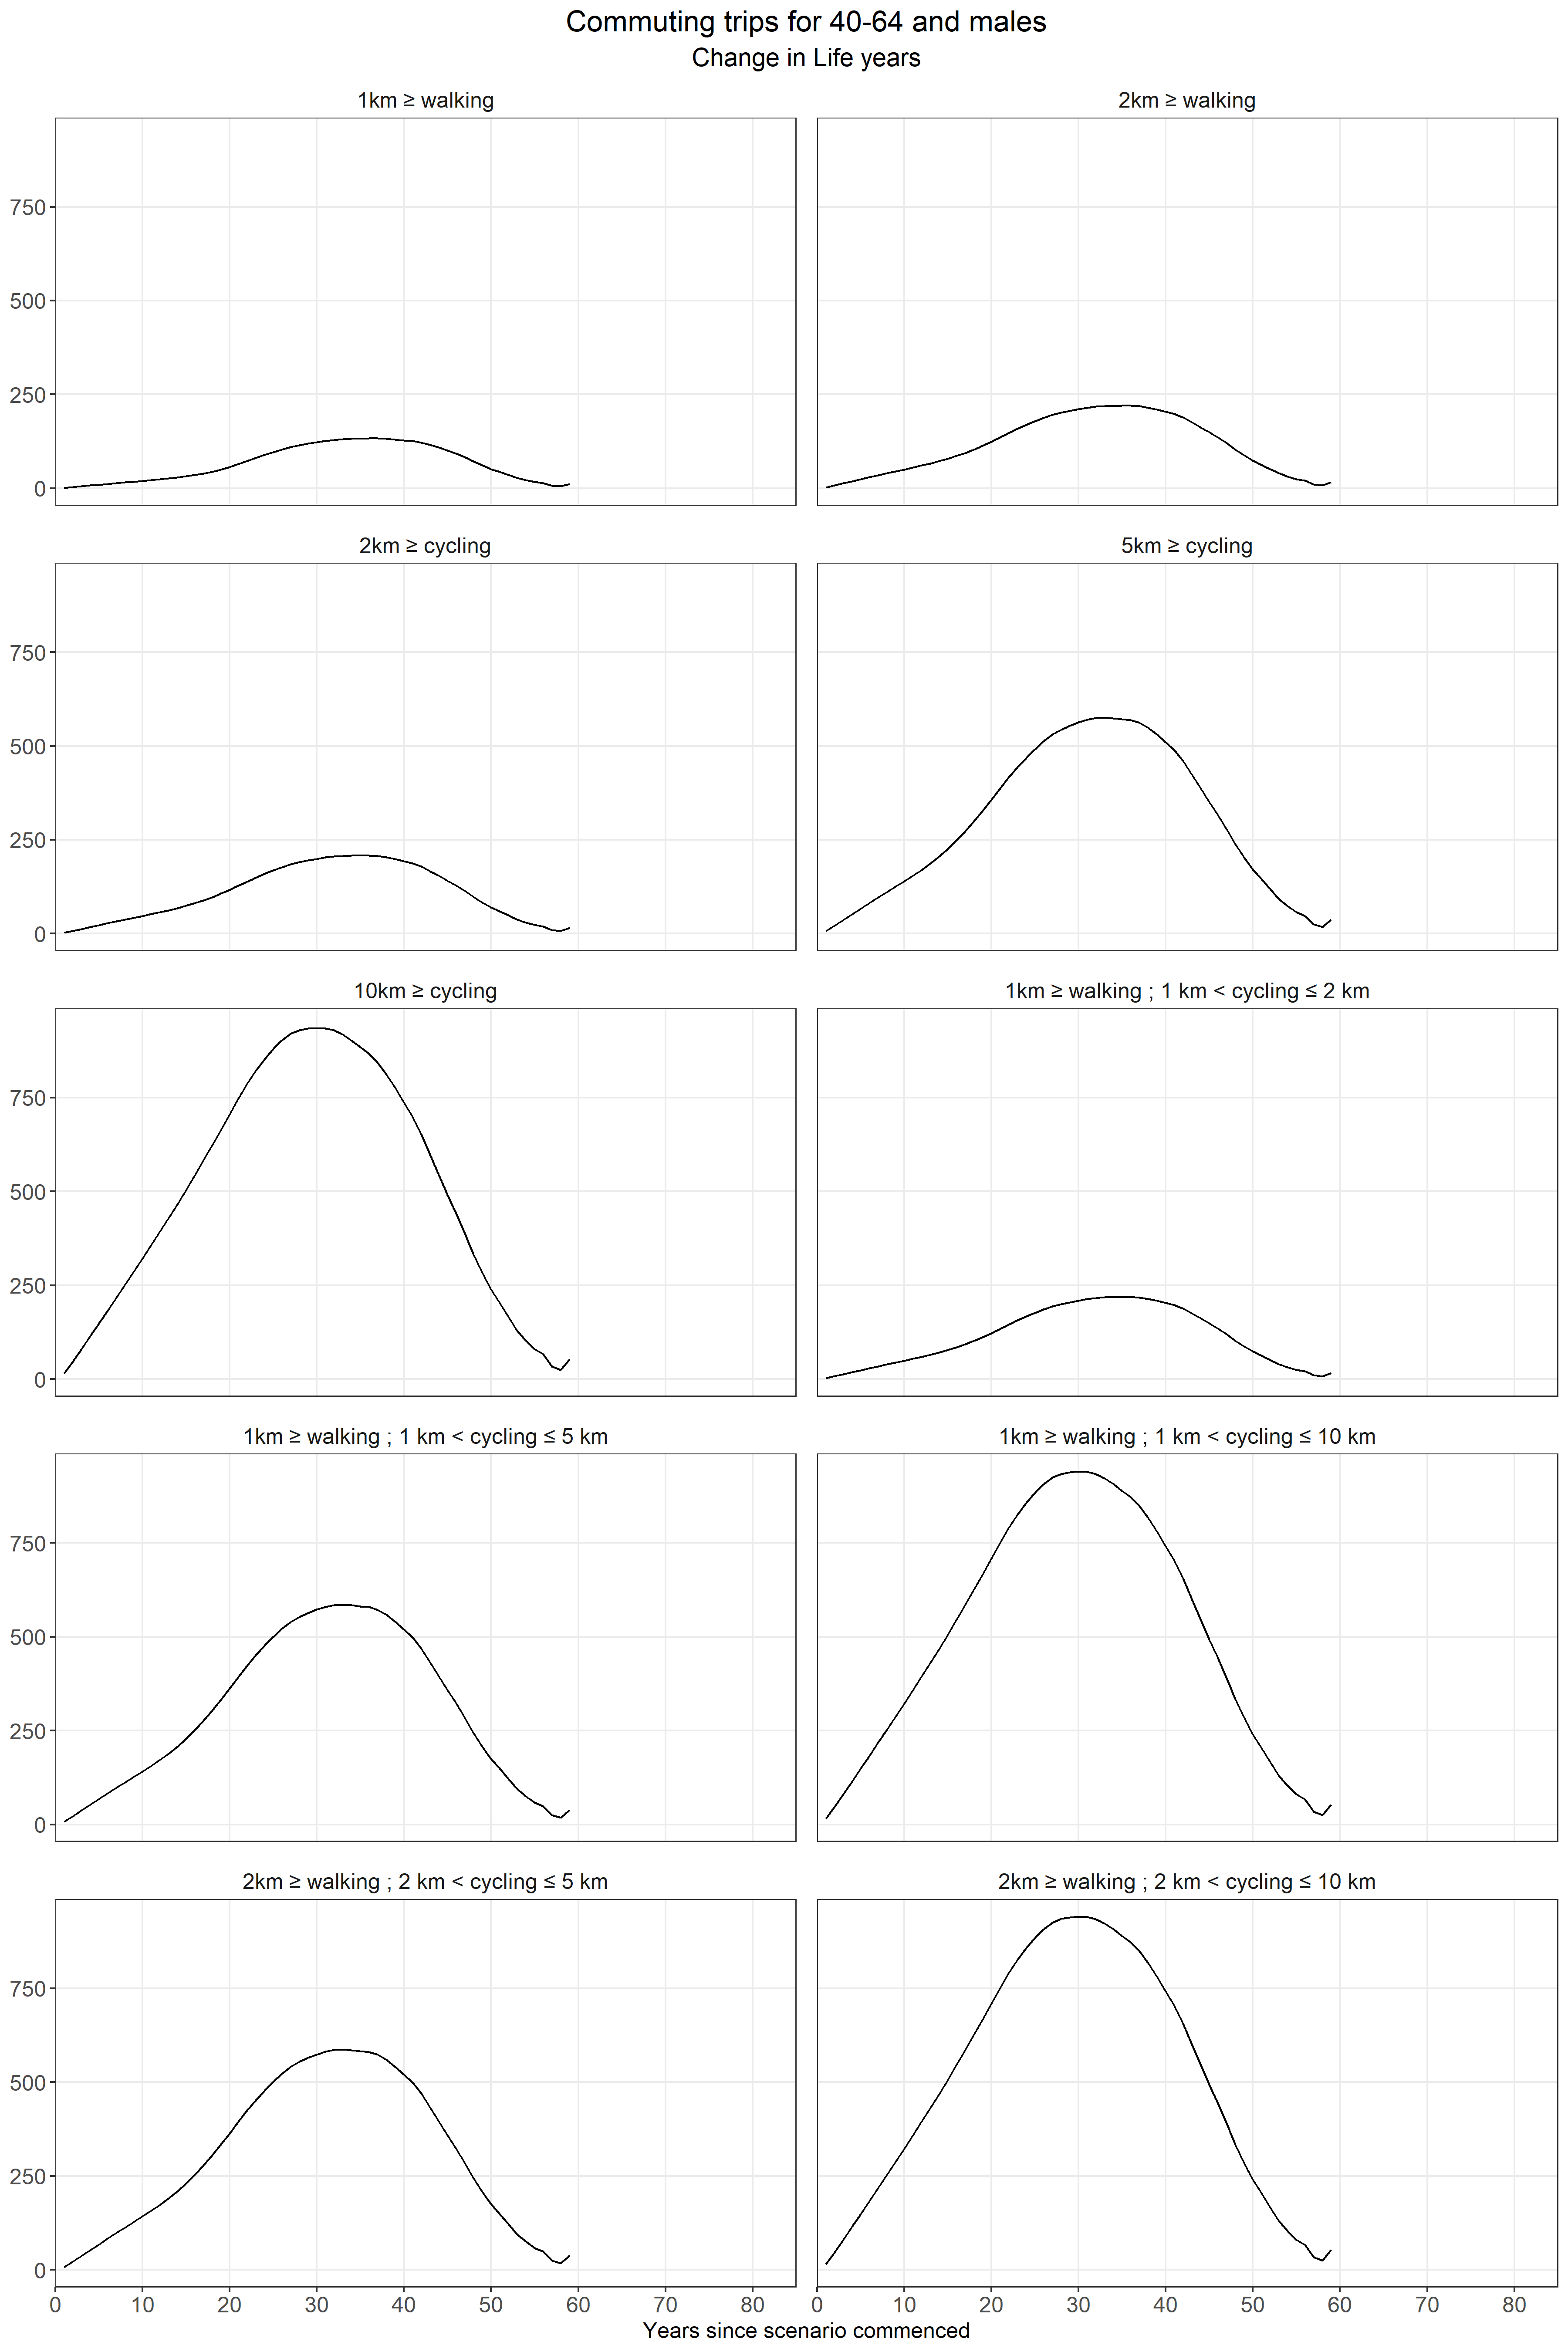 Commuting trips for 40-64 and males
Change in Life years
1km ≥ walking
2km ≥ walking
750
500
250
0
2km ≥ cycling
5km ≥ cycling
750
500
250
0
10km ≥ cycling
1km ≥ walking ; 1 km < cycling ≤ 2 km
750
500
250
0
1km ≥ walking ; 1 km < cycling ≤ 5 km
1km ≥ walking ; 1 km < cycling ≤ 10 km
750
500
250
0
2km ≥ walking ; 2 km < cycling ≤ 5 km
2km ≥ walking ; 2 km < cycling ≤ 10 km
750
500
250
0
0 10 20 30 40 50 60 70 80
0 10 20 30 40 50 60 70 80
Years since scenario commenced